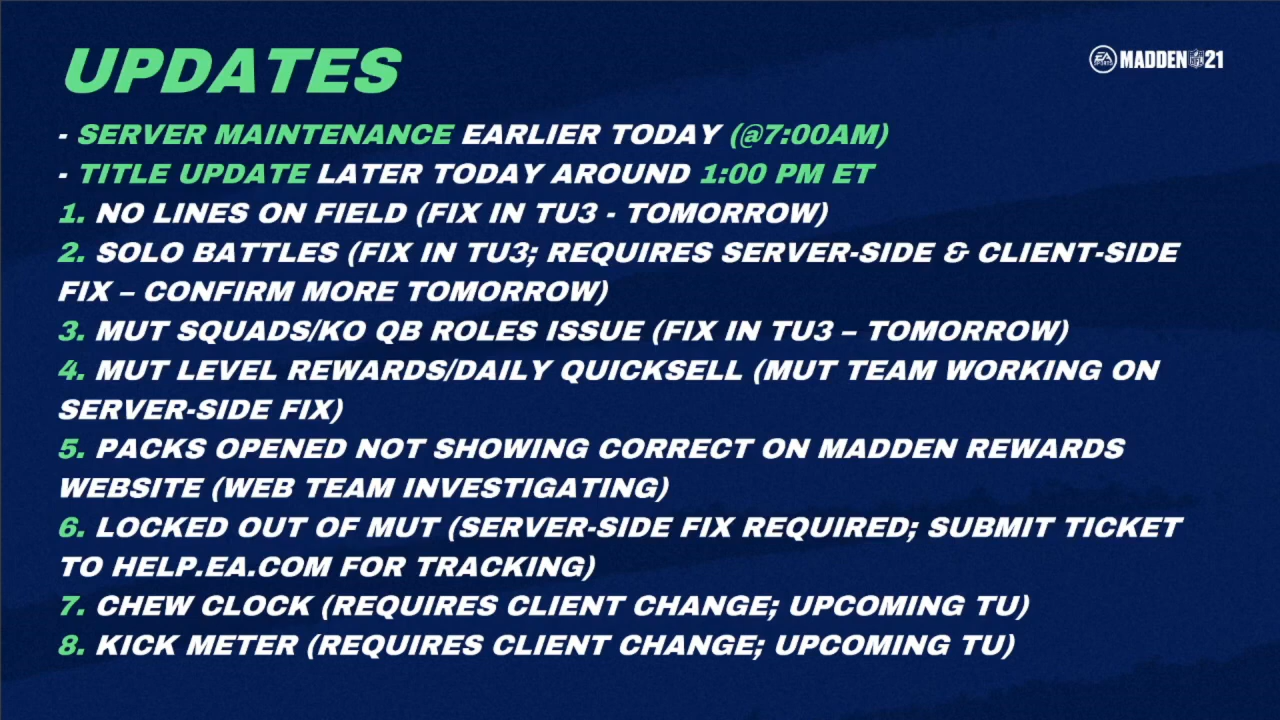 UPDATES
EA SPORTS MADDEN NFL 21
- SERVER MAINTENANCE EARLIER TODAY (@7:00AM)
- TITLE UPDATE LATER TODAY AROUND 1:00 PM ET
1. NO LINES ON FIELD (FIX IN TU3 - TOMORROW)
2. SOLO BATTLES (FIX IN TU3; REQUIRES SERVER-SIDE & CLIENT-SIDE
FIX – CONFIRM MORE TOMORROW)
3. MUT SQUADS/KO QB ROLES ISSUE (FIX IN TU3 – TOMORROW)
4. MUT LEVEL REWARDS/DAILY QUICKSELL (MUT TEAM WORKING ON
SERVER-SIDE FIX)
5. PACKS OPENED NOT SHOWING CORRECT ON MADDEN REWARDS
WEBSITE (WEB TEAM INVESTIGATING)
6. LOCKED OUT OF MUT (SERVER-SIDE FIX REQUIRED; SUBMIT TICKET
TO HELP.EA.COM FOR TRACKING)
7. CHEW CLOCK (REQUIRES CLIENT CHANGE; UPCOMING TU)
8. KICK METER (REQUIRES CLIENT CHANGE; UPCOMING TU)